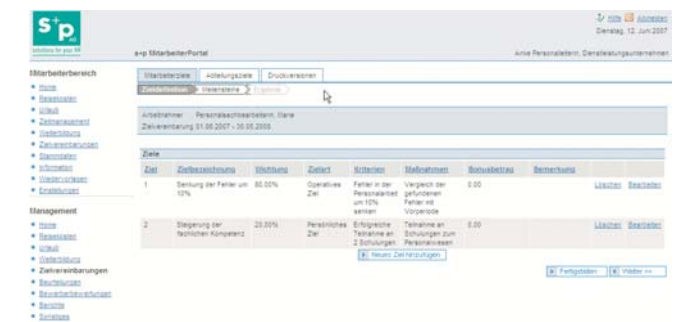 s+p
solutions for your HR
Hilfe Abmelden
Dienstag, 12. Jun 2007
s+p MitarbeiterPortal
Anke Personalleiterin, Dienstleistungsunternehmen
Mitarbeiterbereich
Home
Reisekosten
Urlaub
Zeitmanagement
Weiterbildung
Zielvereinbarungen
Stammdaten
Information
Wiedervorlagen
Einstellungen
Management
Home
Reisekosten
Urlaub
Weiterbildung
Zielvereinbarungen
Beurteilungen
Bewerberbewertungen
Berichte
Sonstiges
Mitarbeiterziele Abteilungsziele Druckversionen
Zieldefinition Meilensteine Ergebnis
Arbeitnehmer Personalsachbearbeiterin, Marie
Zielvereinbarung 01.06.2007 - 30.05.2008
Ziele
Ziel Zielbezeichnung Wichtung Zielart Kriterien Maßnahmen Bonusbetrag Bemerkung
1 Senkung der Fehler um 80.00% Operatives Fehler in der Vergleich der 0.00 Löschen Bearbeiten
10% Ziel Personalarbeit gefundenen
um 10% Fehler mit
senken Vorperiode
2 Steigerung der 20.00% Persönliches Erfolgreiche Teilnahme an 0.00 Löschen Bearbeiten
fachlichen Kompetenz Ziel Teilnahme an Schulungen zum
2 Schulungen Personalwesen
Neues Ziel hinzufügen
Fertigstellen Weiter >>